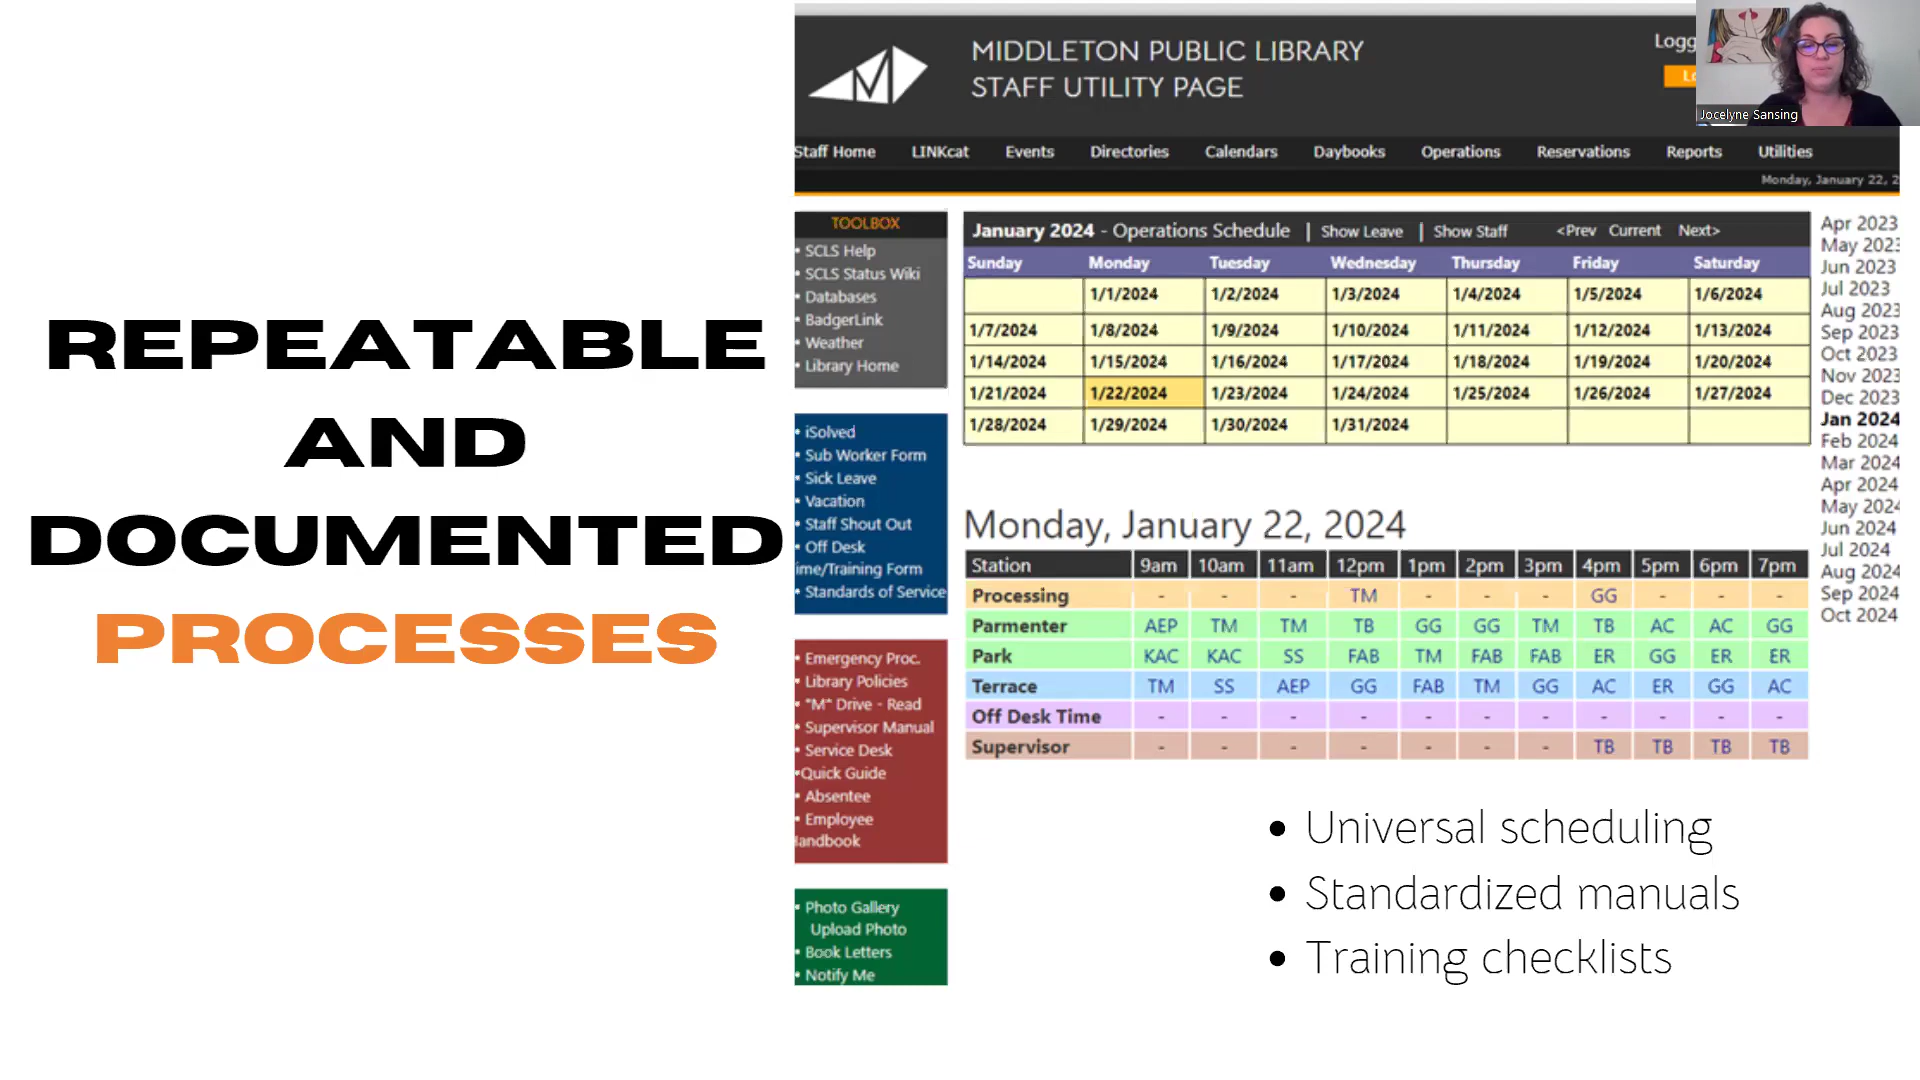 REPEATABLE
AND
DOCUMENTED
PROCESSES
MIDDLETON PUBLIC LIBRARY
STAFF UTILITY PAGE
Logg
Jocelyne Sansing
Staff Home LINKcat Events Directories Calendars Daybooks Operations Reservations Reports Utilities
Monday, January 22, 2
TOOLBOX
• SCLS Help
• SCLS Status Wiki
• Databases
• BadgerLink
• Weather
• Library Home
• iSolved
• Sub Worker Form
• Sick Leave
• Vacation
• Staff Shout Out
• Off Desk
ime/Training Form
• Standards of Service
• Emergency Proc.
• Library Policies
• "M" Drive - Read
• Supervisor Manual
• Service Desk
•Quick Guide
• Absentee
• Employee
andbook
• Photo Gallery
Upload Photo
• Book Letters
• Notify Me
January 2024 - Operations Schedule | Show Leave | Show Staff <Prev Current Next>
Sunday Monday Tuesday Wednesday Thursday Friday Saturday
1/1/2024 1/2/2024 1/3/2024 1/4/2024 1/5/2024 1/6/2024
1/7/2024 1/8/2024 1/9/2024 1/10/2024 1/11/2024 1/12/2024 1/13/2024
1/14/2024 1/15/2024 1/16/2024 1/17/2024 1/18/2024 1/19/2024 1/20/2024
1/21/2024 1/22/2024 1/23/2024 1/24/2024 1/25/2024 1/26/2024 1/27/2024
1/28/2024 1/29/2024 1/30/2024 1/31/2024
Apr 2023
May 2023
Jun 2023
Jul 2023
Aug 2023
Sep 2023
Oct 2023
Nov 2023
Dec 2023
Jan 2024
Feb 2024
Mar 2024
Apr 2024
May 2024
Jun 2024
Jul 2024
Aug 2024
Sep 2024
Oct 2024
Monday, January 22, 2024
Station 9am 10am 11am 12pm 1pm 2pm 3pm 4pm 5pm 6pm 7pm
Processing - - - TM - - - GG - - -
Parmenter AEP TM TM TB GG GG TM TB AC AC GG
Park KAC KAC SS FAB TM FAB FAB ER GG ER ER
Terrace TM SS AEP GG FAB TM GG AC ER GG AC
Off Desk Time - - - - - - - - - - -
Supervisor - - - - - - - TB TB TB TB
• Universal scheduling
• Standardized manuals
• Training checklists